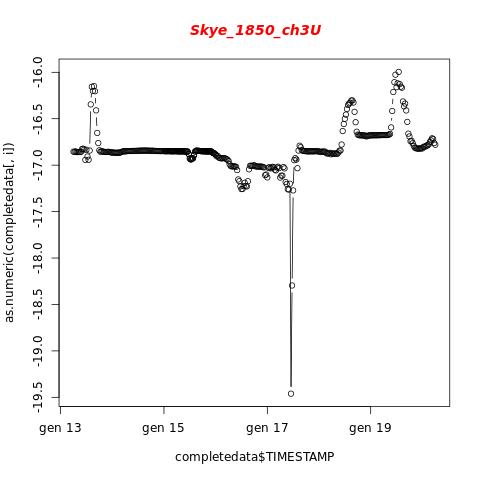 Skye_1850_ch3U
as.numeric(completedata[, i])
-16.0
-16.5
-17.0
-17.5
-18.0
-18.5
-19.0
-19.5
gen 13 gen 15 gen 17 gen 19
completedata$TIMESTAMP